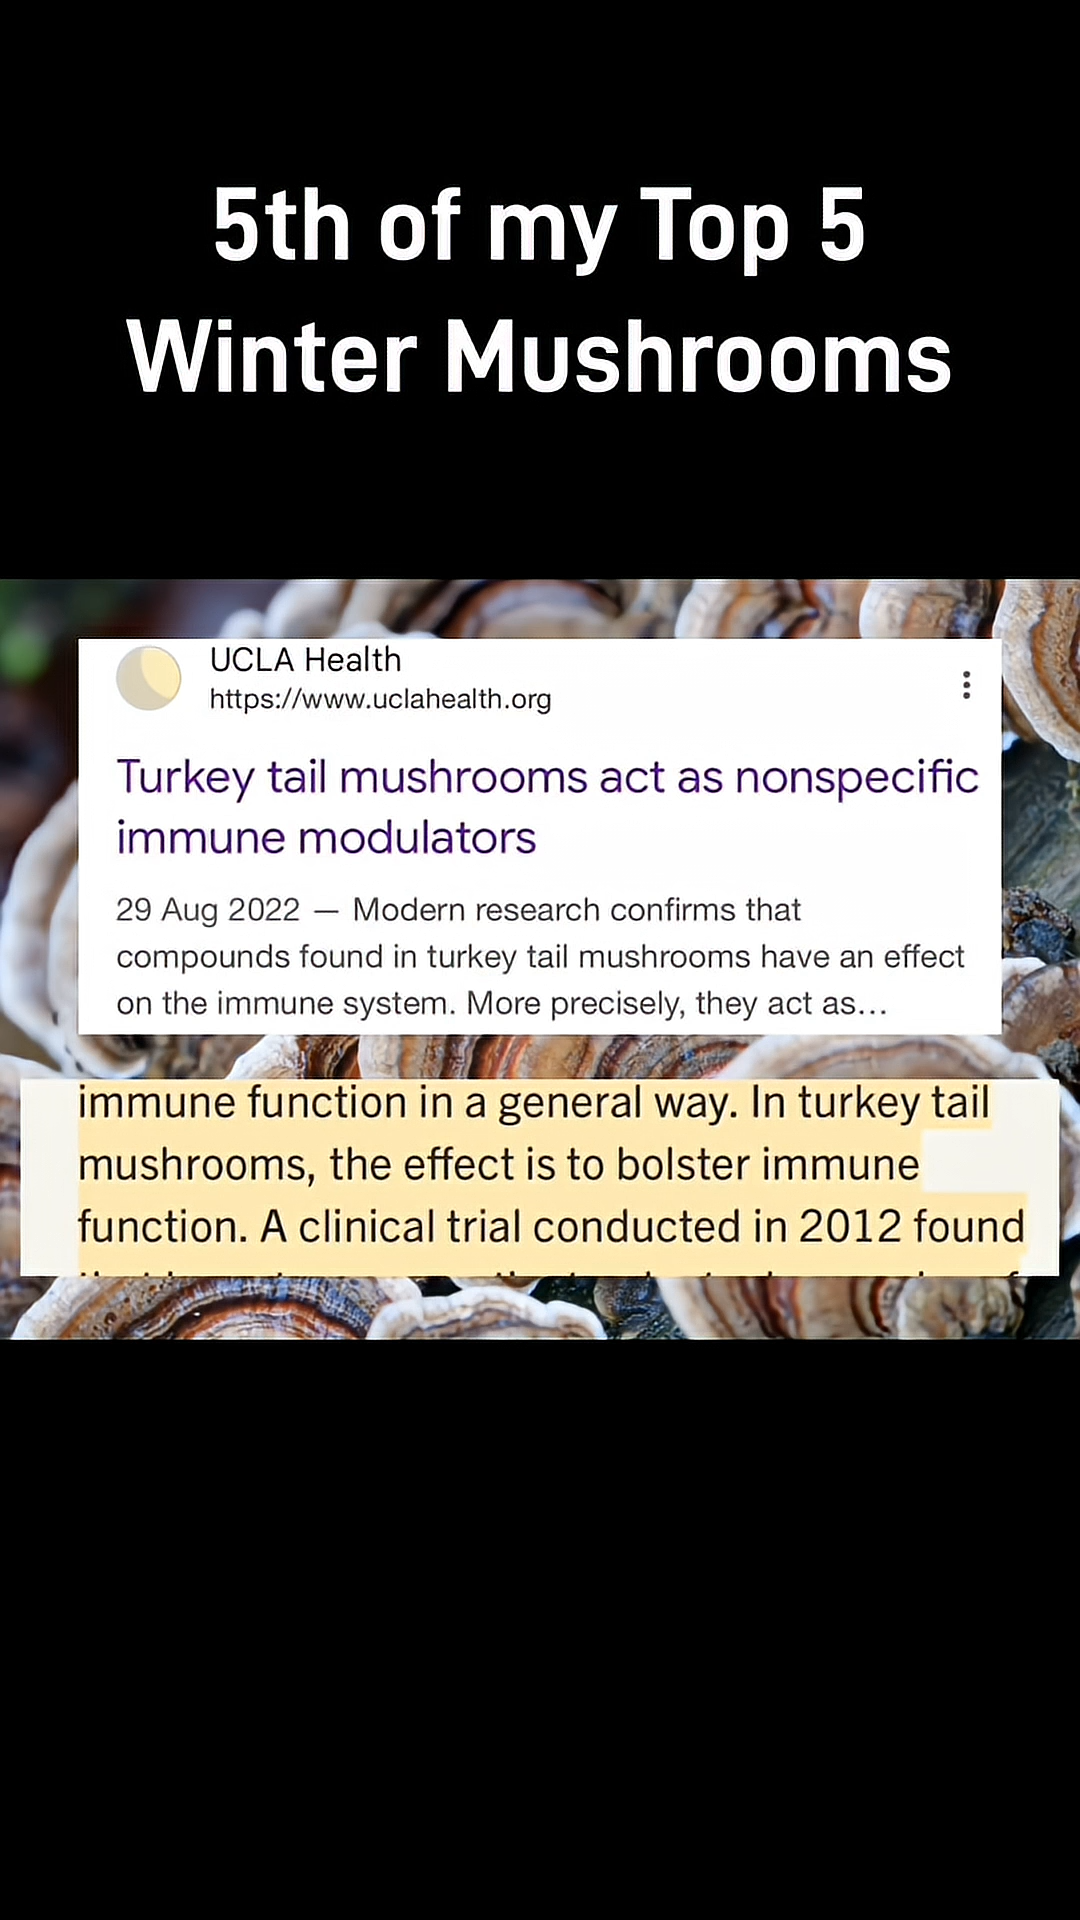 5th of my Top 5
Winter Mushrooms
UCLA Health
https://www.uclahealth.org
Turkey tail mushrooms act as nonspecific
immune modulators
29 Aug 2022 — Modern research confirms that
compounds found in turkey tail mushrooms have an effect
on the immune system. More precisely, they act as...
immune function in a general way. In turkey tail
mushrooms, the effect is to bolster immune
function. A clinical trial conducted in 2012 found